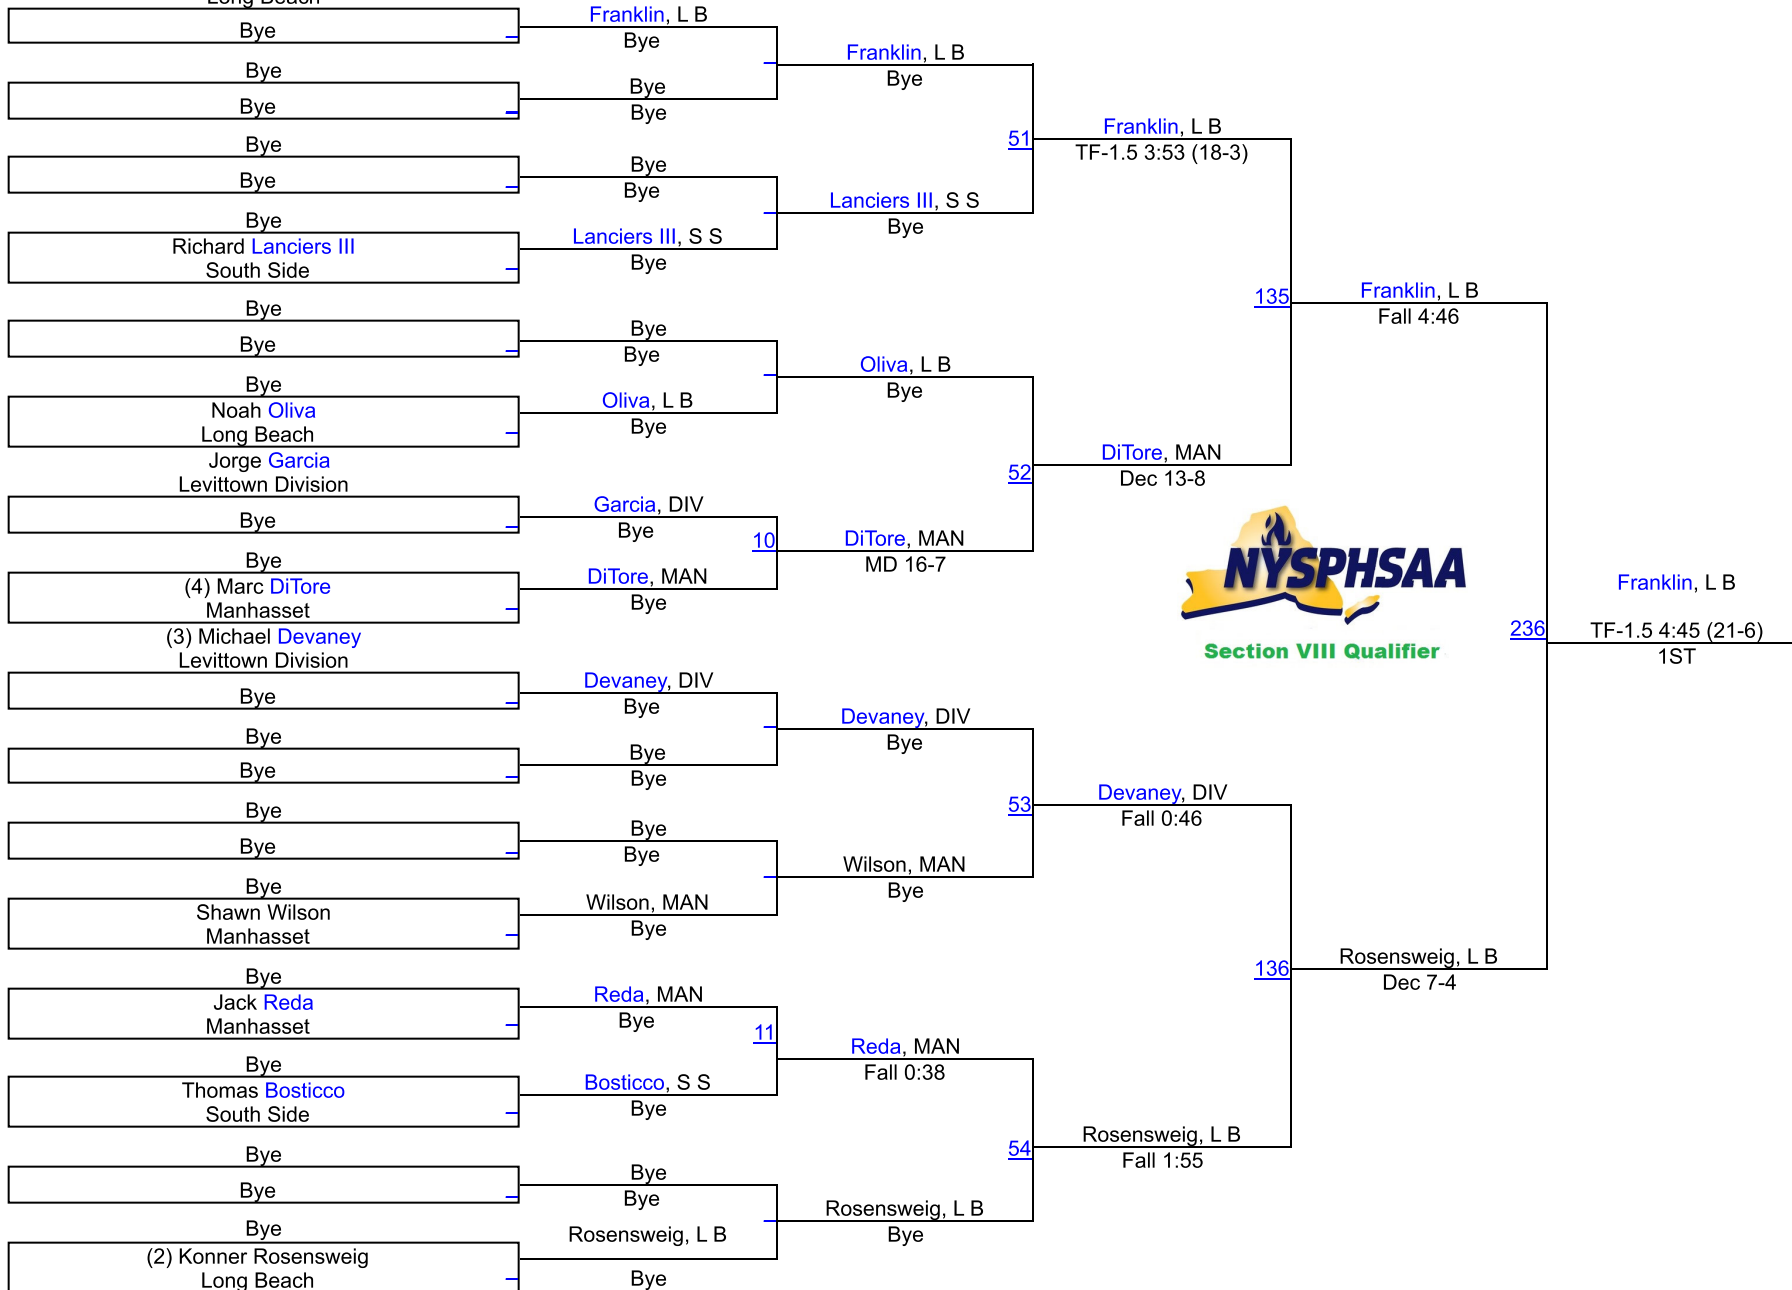 Long Beach
Bye
Bye
Bye
Bye
Bye
Bye
Richard Lanciers III
South Side
Bye
Bye
Bye
Noah Oliva
Long Beach
Jorge Garcia
Levittown Division
Bye
Bye
(4) Marc DiTore
Manhasset
(3) Michael Devaney
Levittown Division
Bye
Bye
Bye
Bye
Bye
Bye
Shawn Wilson
Manhasset
Bye
Jack Reda
Manhasset
Bye
Thomas Bosticco
South Side
Bye
Bye
Bye
(2) Konner Rosensweig
Long Beach
Franklin, L B
Bye
Bye
Bye
Bye
Bye
Lanciers III, S S
Bye
Bye
Bye
Oliva, L B
Bye
Garcia, DIV
Bye
10
DiTore, MAN
Bye
Devaney, DIV
Bye
Bye
Bye
Bye
Bye
Wilson, MAN
Bye
Reda, MAN
Bye
11
Bosticco, S S
Bye
Bye
Bye
Rosensweig, L B
Bye
Franklin, L B
Bye
51
Lanciers III, S S
Bye
Oliva, L B
Bye
52
DiTore, MAN
MD 16-7
Devaney, DIV
Bye
53
Wilson, MAN
Bye
Reda, MAN
Fall 0:38
54
Rosensweig, L B
Bye
Franklin, L B
TF-1.5 3:53 (18-3)
135
DiTore, MAN
Dec 13-8
Devaney, DIV
Fall 0:46
136
Rosensweig, L B
Fall 1:55
Franklin, L B
Fall 4:46
NYSPHSAA
Section VIII Qualifier
236
Rosensweig, L B
Dec 7-4
Franklin, L B
TF-1.5 4:45 (21-6)
1ST